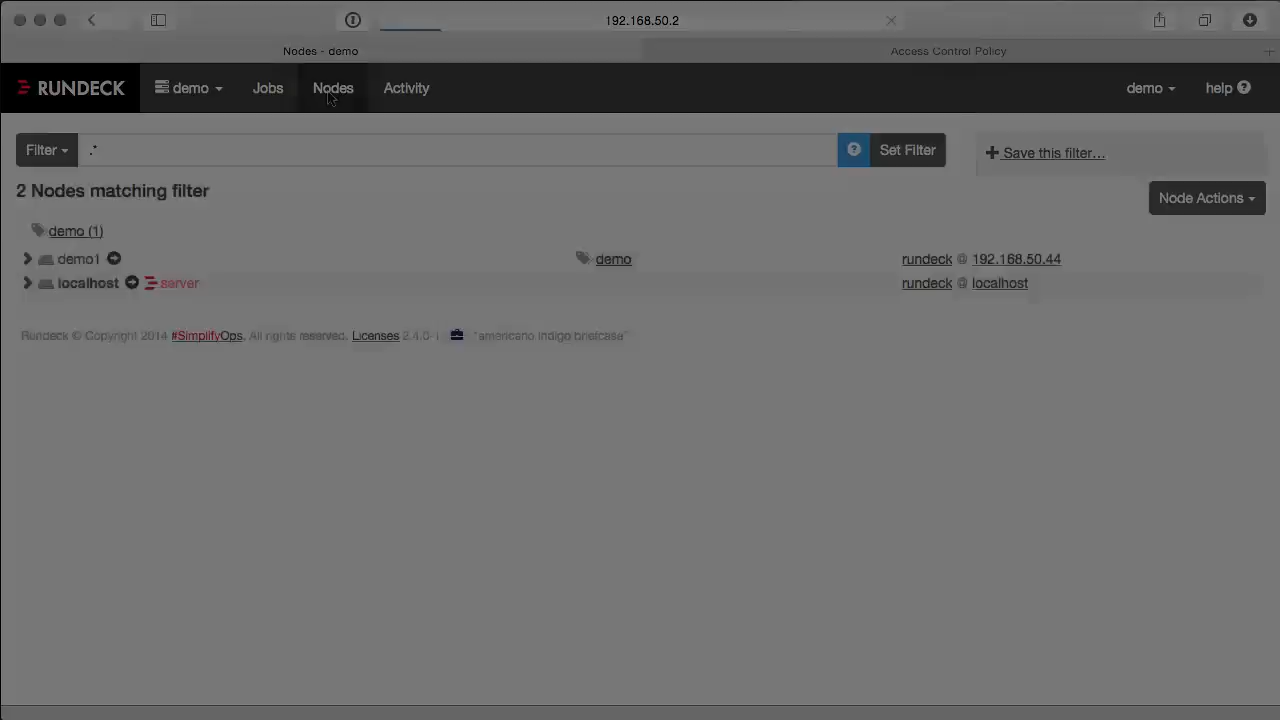 192.168.50.2
Nodes - demo
Access Control Policy
RUNDECK
demo
Jobs
Nodes
Activity
demo
help
Filter
.*
Set Filter
Save this filter…
2 Nodes matching filter
Node Actions
demo (1)
demo1
demo
rundeck @ 192.168.50.44
localhost
server
rundeck @ localhost
Rundeck © Copyright 2014 #SimplifyOps. All rights reserved. Licenses 2.4.0-1 "americano indigo briefcase"